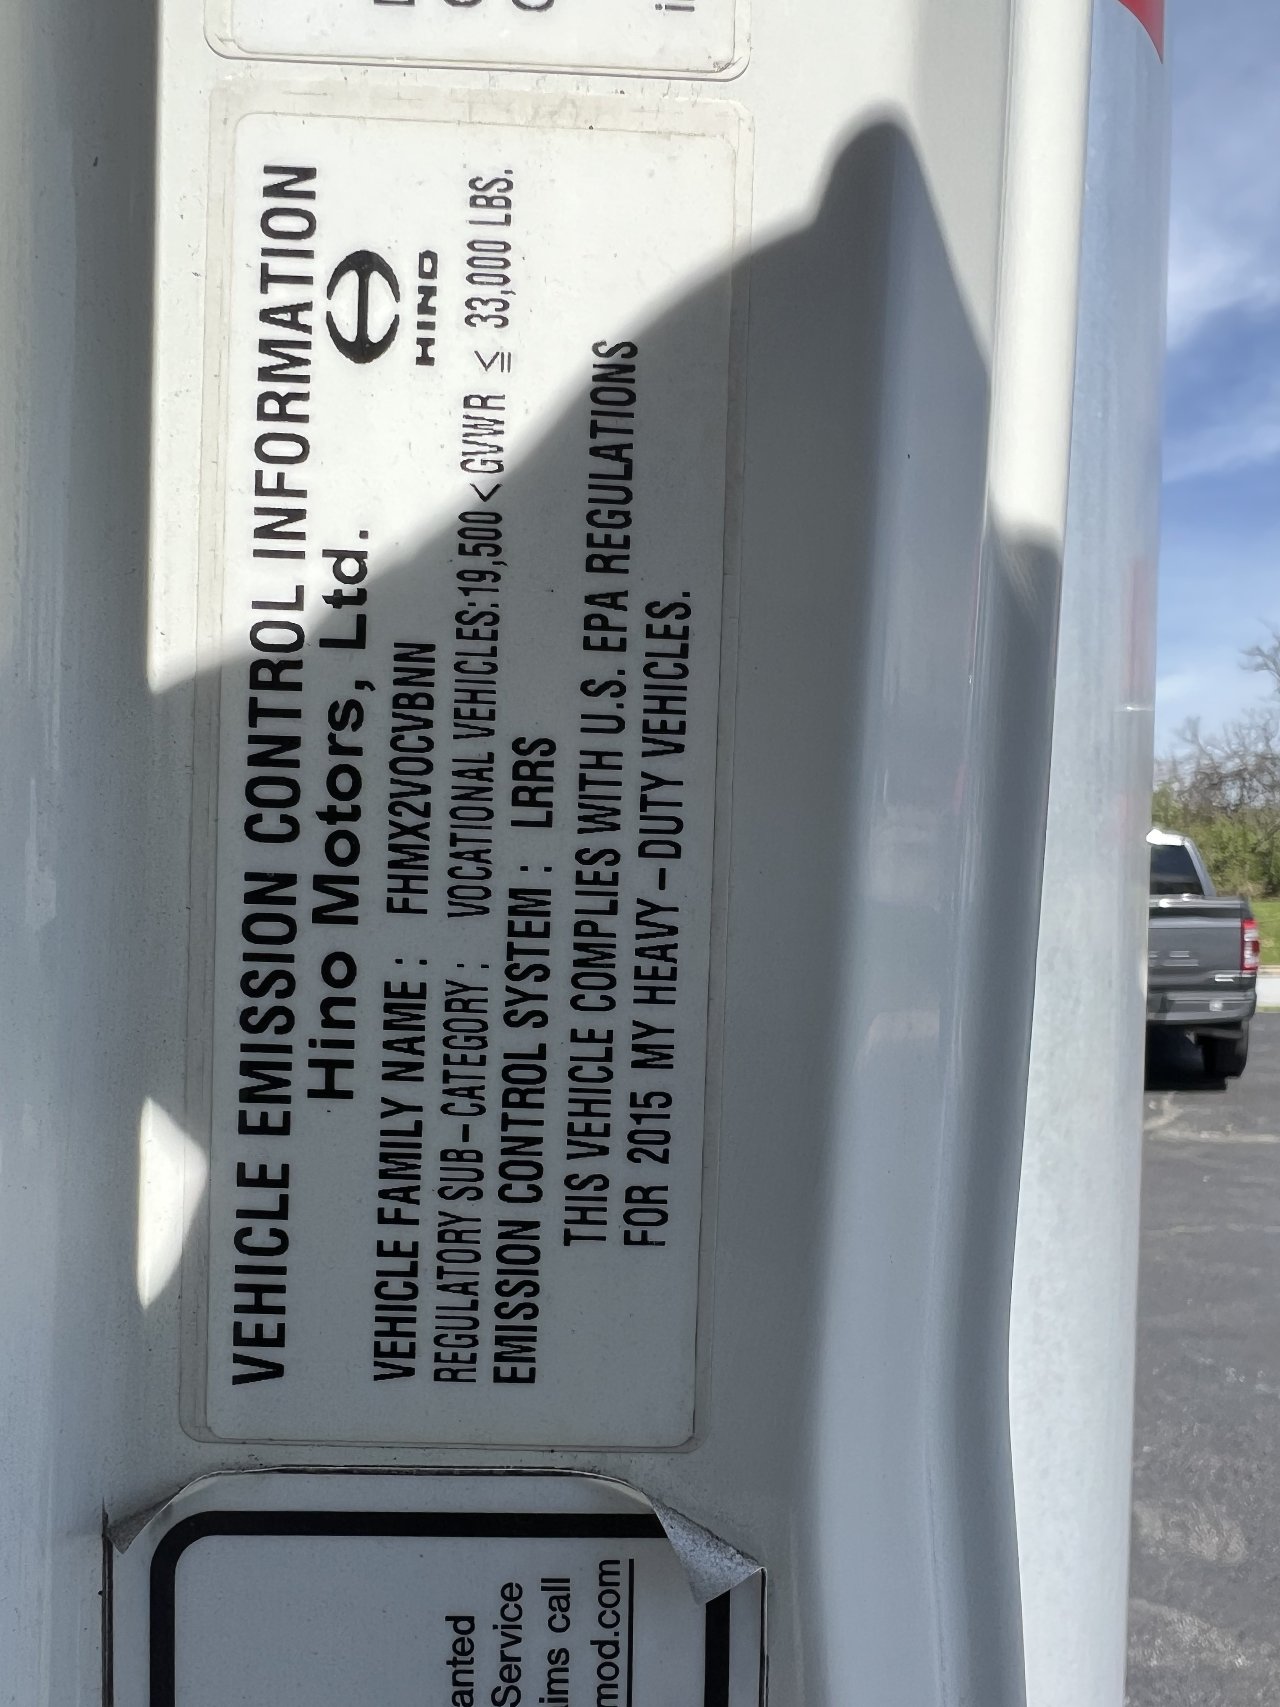 VEHICLE EMISSION CONTROL INFORMATION
Hino Motors, Ltd.
HINO
VEHICLE FAMILY NAME : FHMX2VOCVBNN
REGULATORY SUB-CATEGORY : VOCATIONAL VEHICLES:19,500<GVWR ≦ 33,000 LBS.
EMISSION CONTROL SYSTEM : LRRS
THIS VEHICLE COMPLIES WITH U.S. EPA REGULATIONS
FOR 2015 MY HEAVY-DUTY VEHICLES.
anted
Service
ims call
mod.com